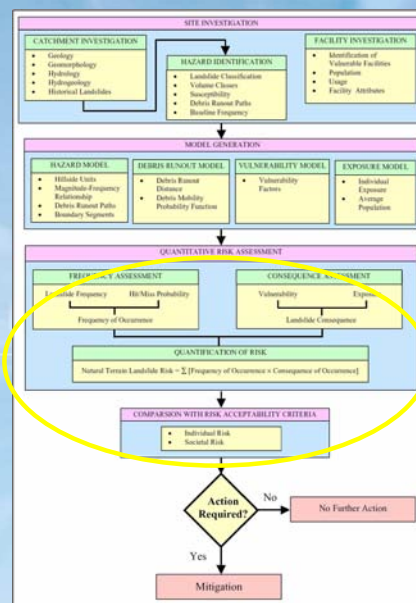 SITE INVESTIGATION
CATCHMENT INVESTIGATION
• Geology
• Geomorphology
• Hydrology
• Hydrogeology
• Historical Landslides
HAZARD IDENTIFICATION
• Landslide Classification
• Volume Classes
• Susceptibility
• Debris Runout Paths
• Baseline Frequency
FACILITY INVESTIGATION
• Identification of
Vulnerable Facilities
• Population
• Usage
• Facility Attributes
MODEL GENERATION
HAZARD MODEL
• Hillside Units
• Magnitude-Frequency
Relationship
• Debris Runout Paths
• Boundary Segments
DEBRIS RUNOUT MODEL
• Debris Runout
Distance
• Debris Mobility
Probability Function
VULNERABILITY MODEL
• Vulnerability
Factors
EXPOSURE MODEL
• Individual
Exposure
• Average
Population
QUANTITATIVE RISK ASSESSMENT
FREQUENCY ASSESSMENT
Landslide Frequency Hit/Miss Probability
Frequency of Occurrence
CONSEQUENCE ASSESSMENT
Vulnerability Exposure
Landslide Consequence
QUANTIFICATION OF RISK
Natural Terrain Landslide Risk = ∑ [Frequency of Occurrence × Consequence of Occurrence]
COMPARSION WITH RISK ACCEPTABILITY CRITERIA
• Individual Risk
• Societal Risk
Action
Required?
No
No Further Action
Yes
Mitigation